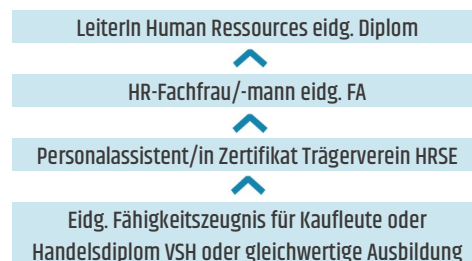 LeiterIn Human Ressources eidg. Diplom
HR-Fachfrau/-mann eidg. FA
Personalassistent/in Zertifikat Trägerverein HRSE
Eidg. Fähigkeitszeugnis für Kaufleute oder
Handelsdiplom VSH oder gleichwertige Ausbildung